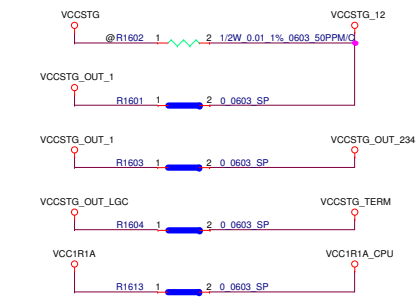 VCCSTG VCCSTG_12
@R1602 1 2 1/2W_0.01_1%_0603_50PPM/C
VCCSTG_OUT_1
R1601 1 2 0_0603_SP
VCCSTG_OUT_1 VCCSTG_OUT_234
R1603 1 2 0_0603_SP
VCCSTG_OUT_LGC VCCSTG_TERM
R1604 1 2 0_0603_SP
VCC1R1A VCC1R1A_CPU
R1613 1 2 0_0603_SP